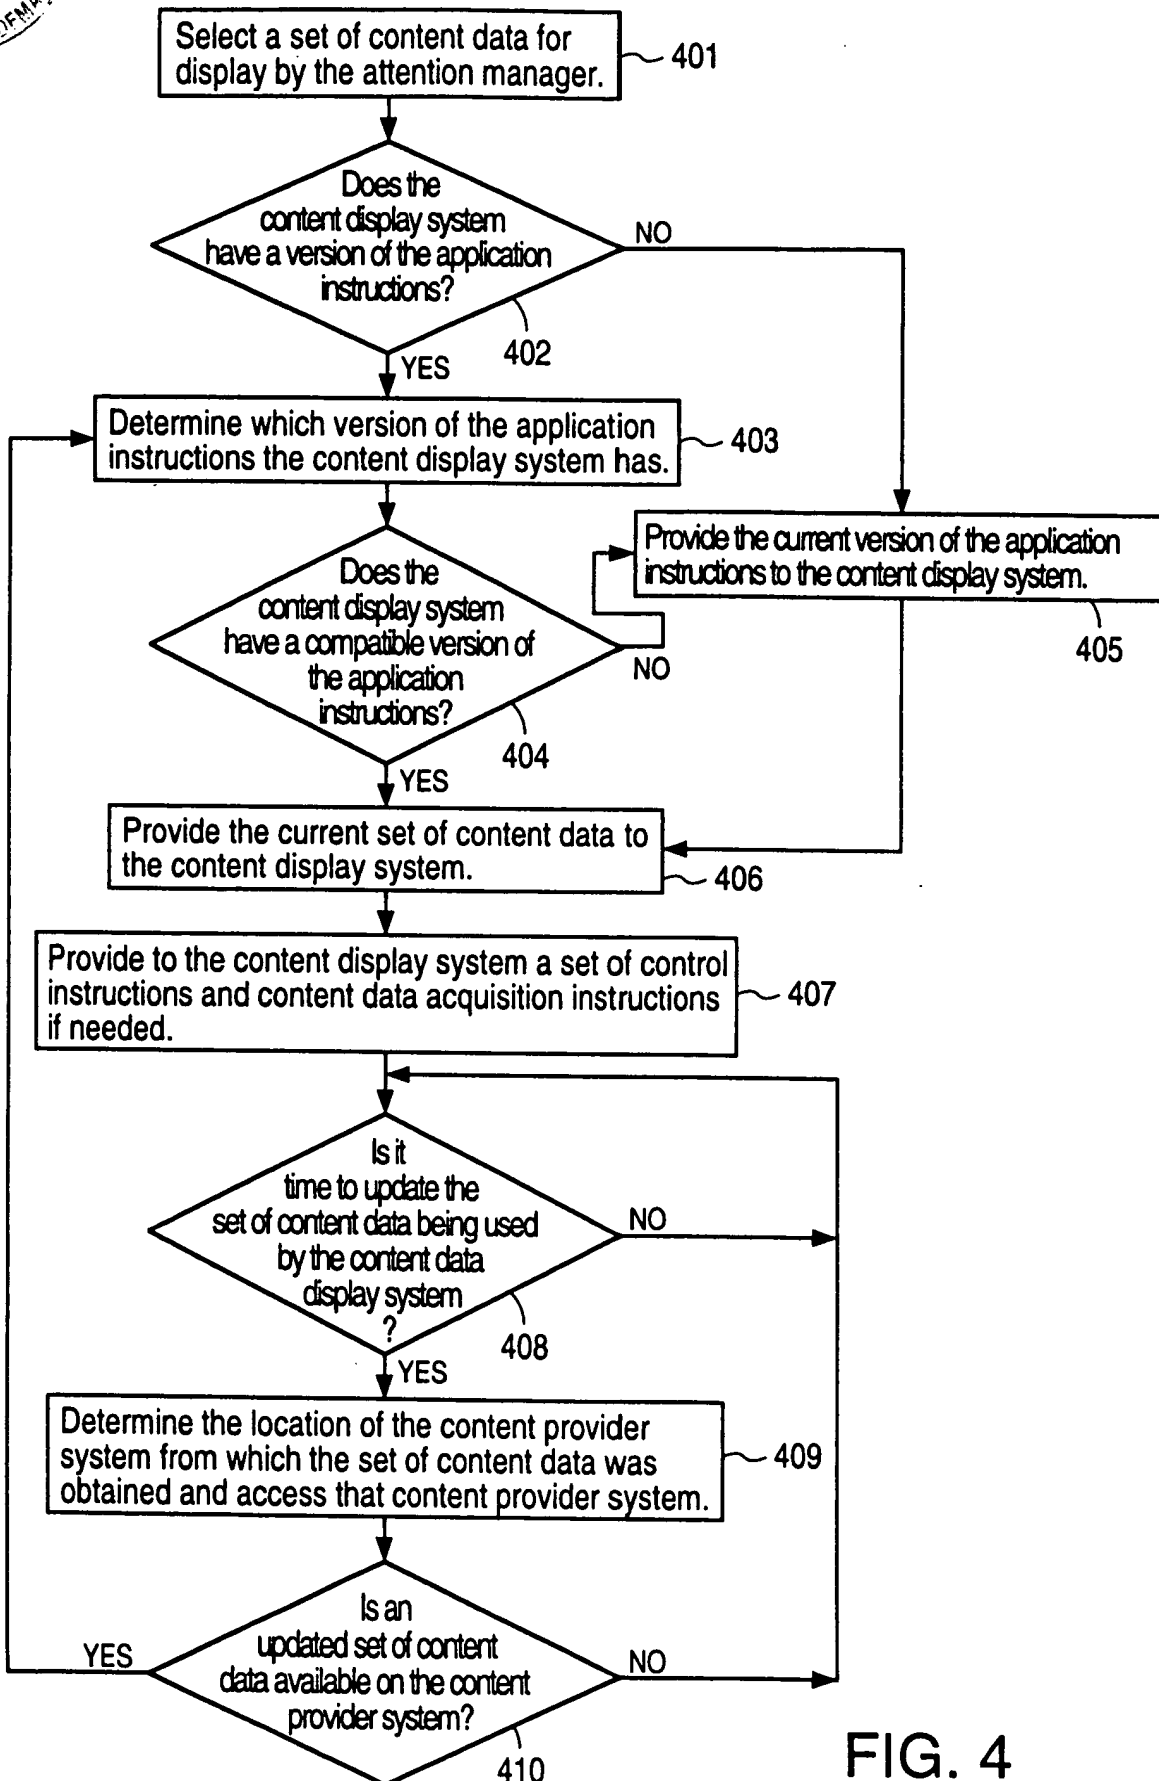 Select a set of content data for
display by the attention manager.
401
Does the
content display system
have a version of the application
instructions?
NO
402
YES
Determine which version of the application
instructions the content display system has.
403
Does the
content display system
have a compatible version of
the application
instructions?
NO
404
Provide the current version of the application
instructions to the content display system.
405
YES
Provide the current set of content data to
the content display system.
406
Provide to the content display system a set of control
instructions and content data acquisition instructions
if needed.
407
Is it
time to update the
set of content data being used
by the content data
display system
?
NO
408
YES
Determine the location of the content provider
system from which the set of content data was
obtained and access that content provider system.
409
Is an
updated set of content
data available on the content
provider system?
YES
NO
410
FIG. 4